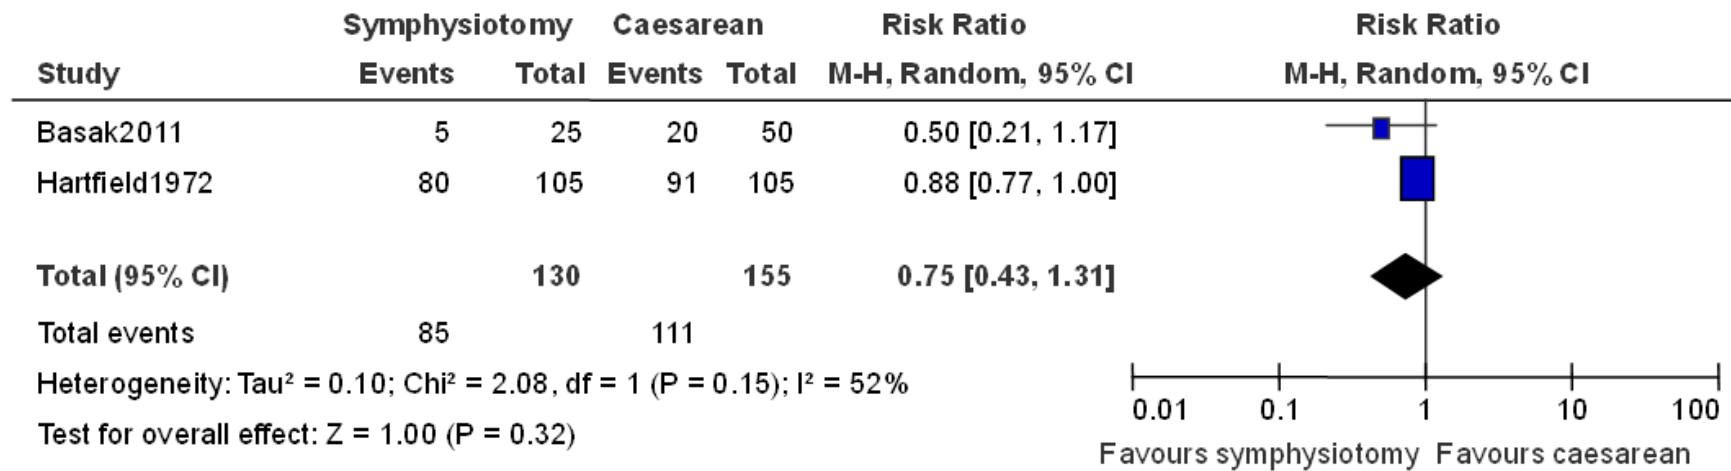 Symphysiotomy Caesarean Risk Ratio Risk Ratio
Study Events Total Events Total M-H, Random, 95% CI M-H, Random, 95% CI
Basak2011 5 25 20 50 0.50 [0.21, 1.17]
Hartfield1972 80 105 91 105 0.88 [0.77, 1.00]
Total (95% CI) 130 155 0.75 [0.43, 1.31]
Total events 85 111
Heterogeneity: Tau² = 0.10; Chi² = 2.08, df = 1 (P = 0.15); I² = 52%
0.01 0.1 1 10 100
Test for overall effect: Z = 1.00 (P = 0.32)
Favours symphysiotomy Favours caesarean